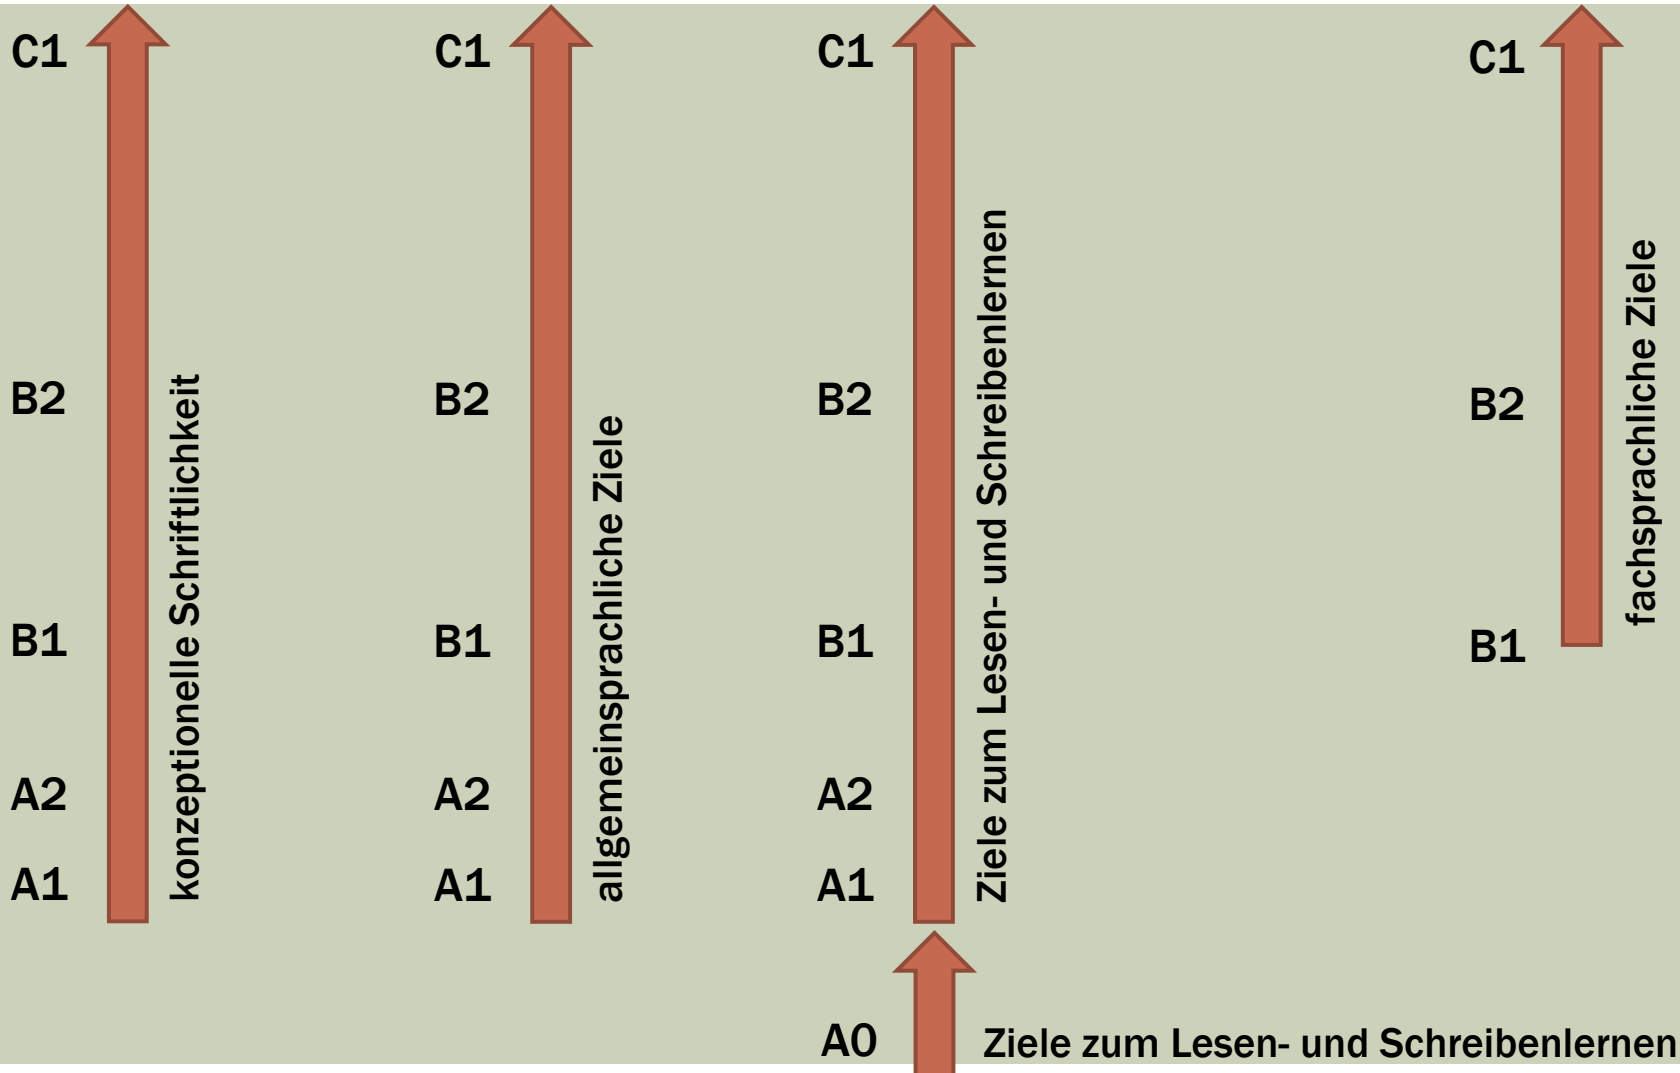 C1
B2
B1
A2
A1
konzeptionelle Schriftlichkeit
C1
B2
B1
A2
A1
allgemeinsprachliche Ziele
C1
B2
B1
A2
A1
Ziele zum Lesen- und Schreibenlernen
A0
Ziele zum Lesen- und Schreibenlernen
C1
B2
B1
fachsprachliche Ziele